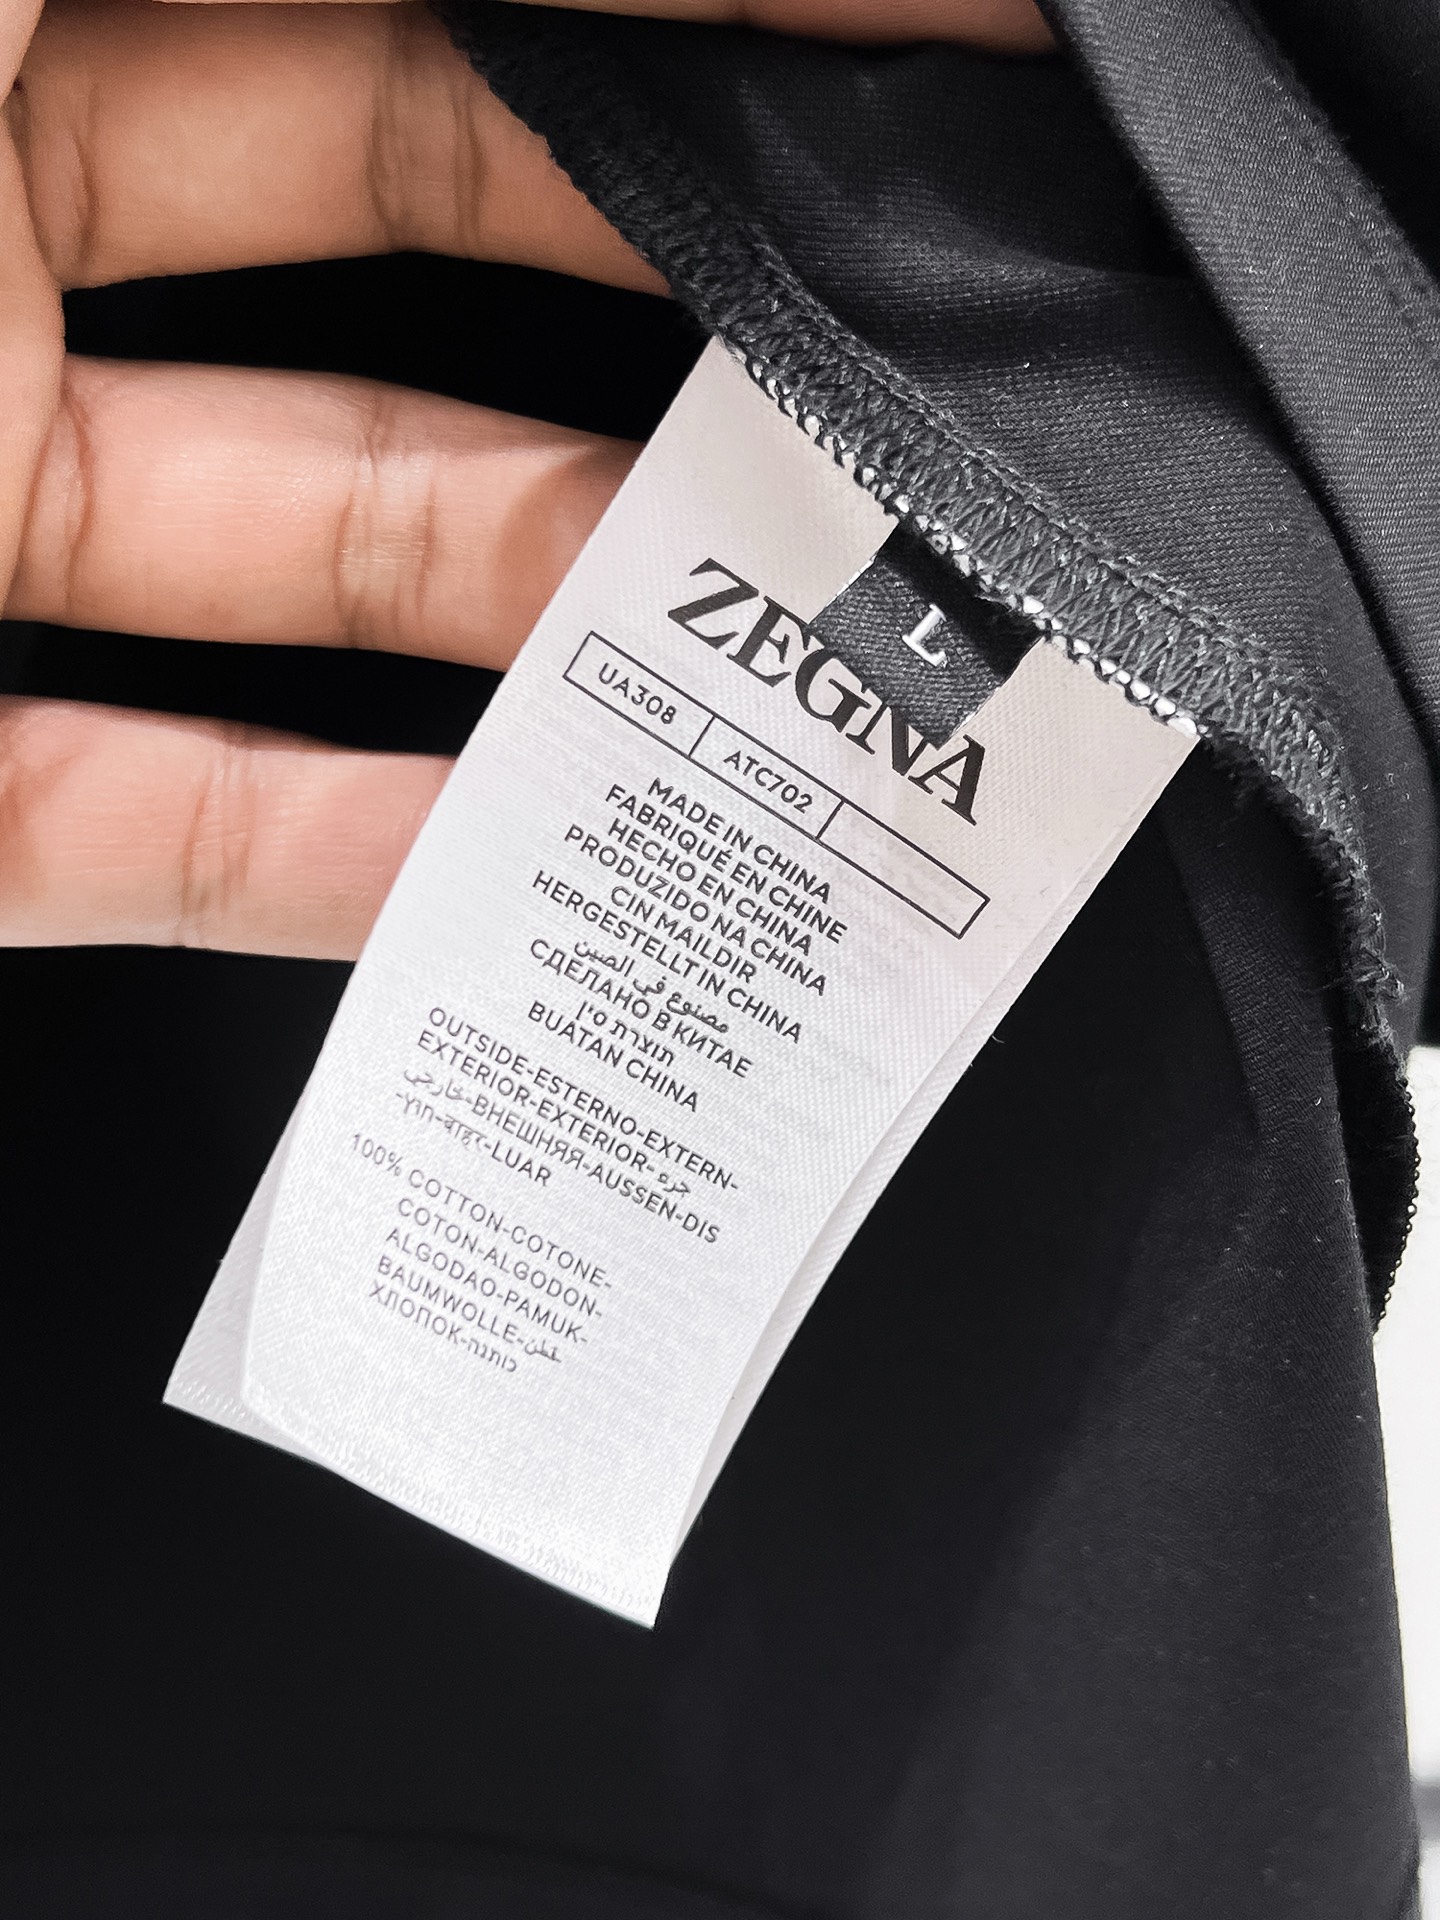 L
ZEGNA
UA308 ATC702
MADE IN CHINA
FABRIQUÉ EN CHINE
HECHO EN CHINA
PRODUZIDO NA CHINA
CIN MAILDIR
HERGESTELLT IN CHINA
مصنوع في الصين
СДЕЛАНО В КИТАЕ
תוצרת סין
BUATAN CHINA
OUTSIDE-ESTERNO-EXTERN-
EXTERIOR-EXTERIOR- جزء
خارجي-ВНЕШНЯЯ-AUSSEN-DIS
-חוץ-बाहर-LUAR
100% COTTON-COTONE-
COTON-ALGODON-
ALGODAO-PAMUK-
BAUMWOLLE-قطن-
ХЛОПОК-כותנה